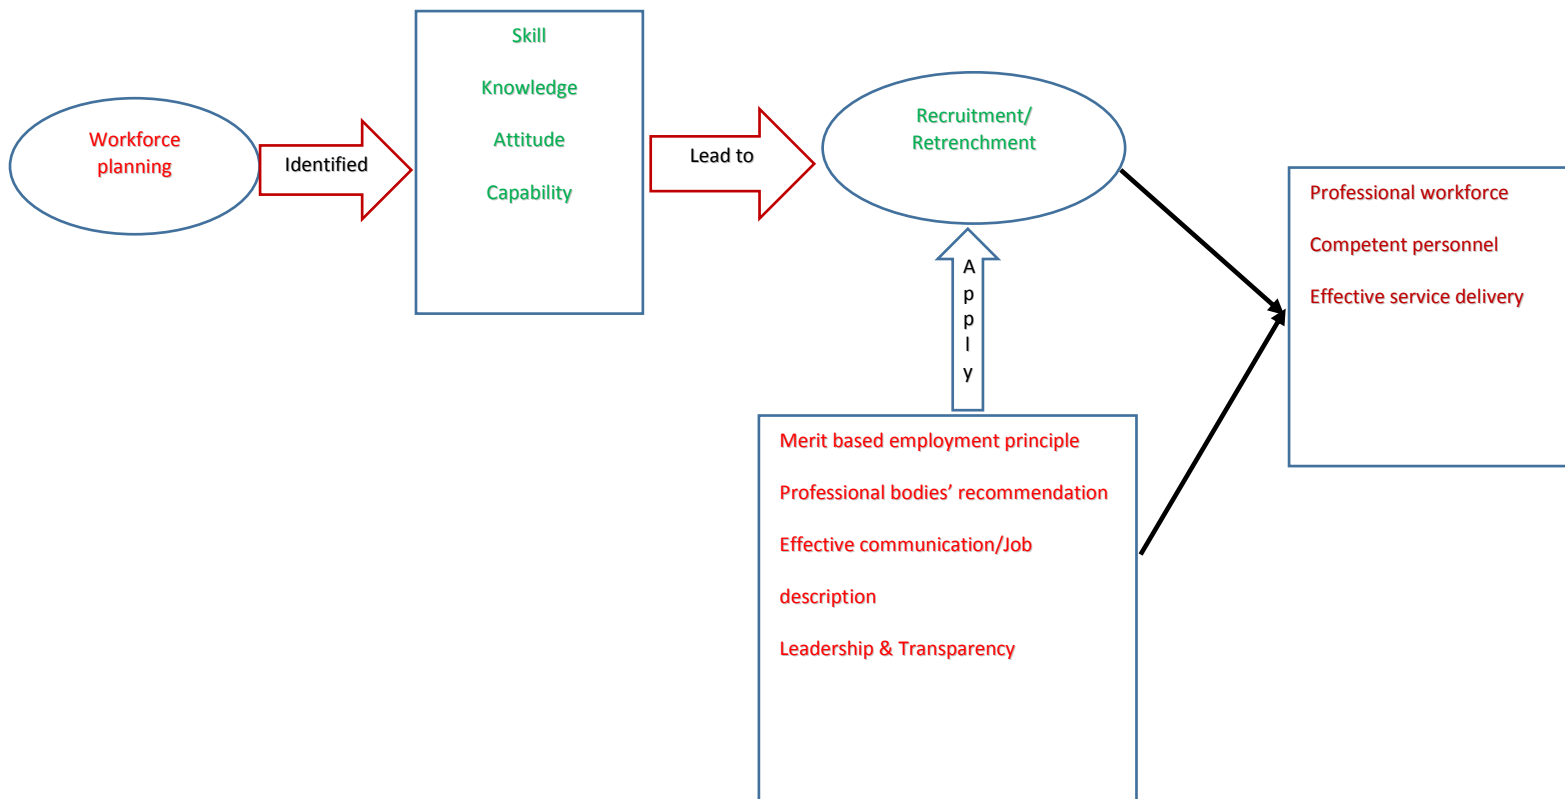 Workforce
planning
Identified
Skill
Knowledge
Attitude
Capability
Lead to
Recruitment/
Retrenchment
Apply
Merit based employment principle
Professional bodies’ recommendation
Effective communication/Job
description
Leadership & Transparency
Professional workforce
Competent personnel
Effective service delivery